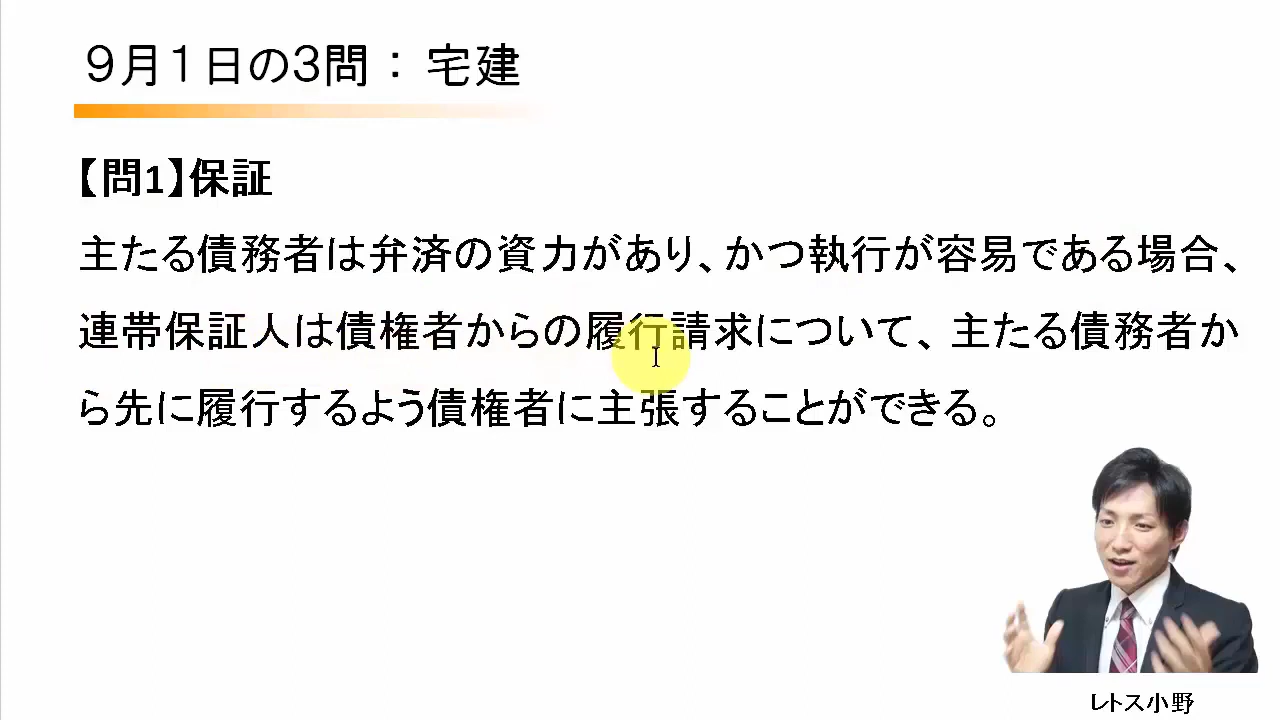 ９月１日の３問：宅建
【問1】保証
主たる債務者は弁済の資力があり、かつ執行が容易である場合、
連帯保証人は債権者からの履行請求について、主たる債務者か
ら先に履行するよう債権者に主張することができる。
レトス小野